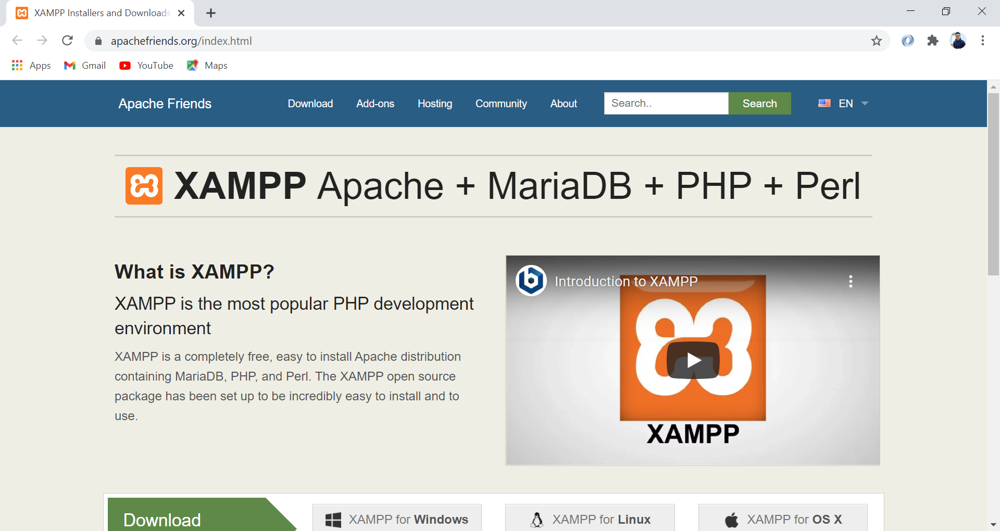 XAMPP Installers and Downloads
apachefriends.org/index.html
Apps Gmail YouTube Maps
Apache Friends Download Add-ons Hosting Community About Search.. Search EN
XAMPP Apache + MariaDB + PHP + Perl
What is XAMPP?
XAMPP is the most popular PHP development
environment
XAMPP is a completely free, easy to install Apache distribution
containing MariaDB, PHP, and Perl. The XAMPP open source
package has been set up to be incredibly easy to install and to
use.
Introduction to XAMPP
XAMPP
Download XAMPP for Windows XAMPP for Linux XAMPP for OS X